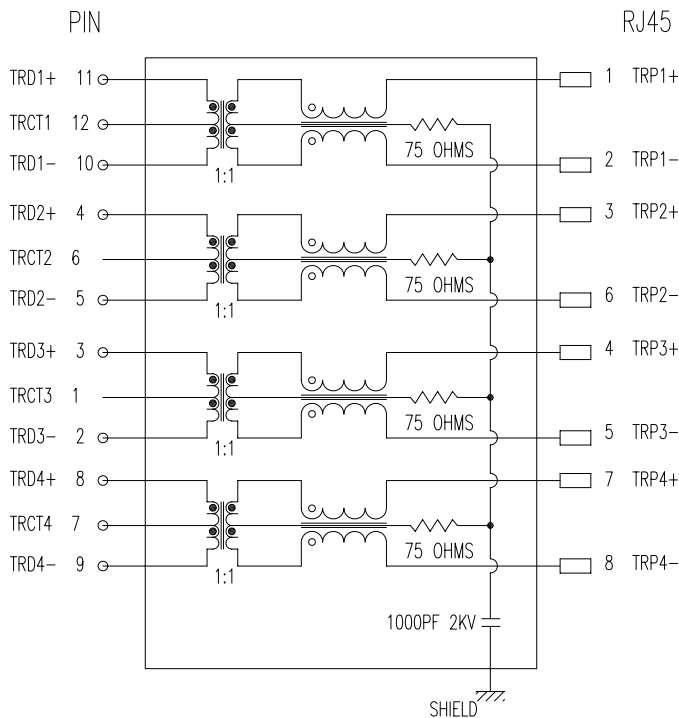 PIN RJ45
TRD1+ 11 1 TRP1+
TRCT1 12
75 OHMS
TRD1- 10 2 TRP1-
1:1
TRD2+ 4 3 TRP2+
TRCT2 6
75 OHMS
TRD2- 5 6 TRP2-
1:1
TRD3+ 3 4 TRP3+
TRCT3 1
75 OHMS
TRD3- 2 5 TRP3-
1:1
TRD4+ 8 7 TRP4+
TRCT4 7
75 OHMS
TRD4- 9 8 TRP4-
1:1
1000PF 2KV
SHIELD